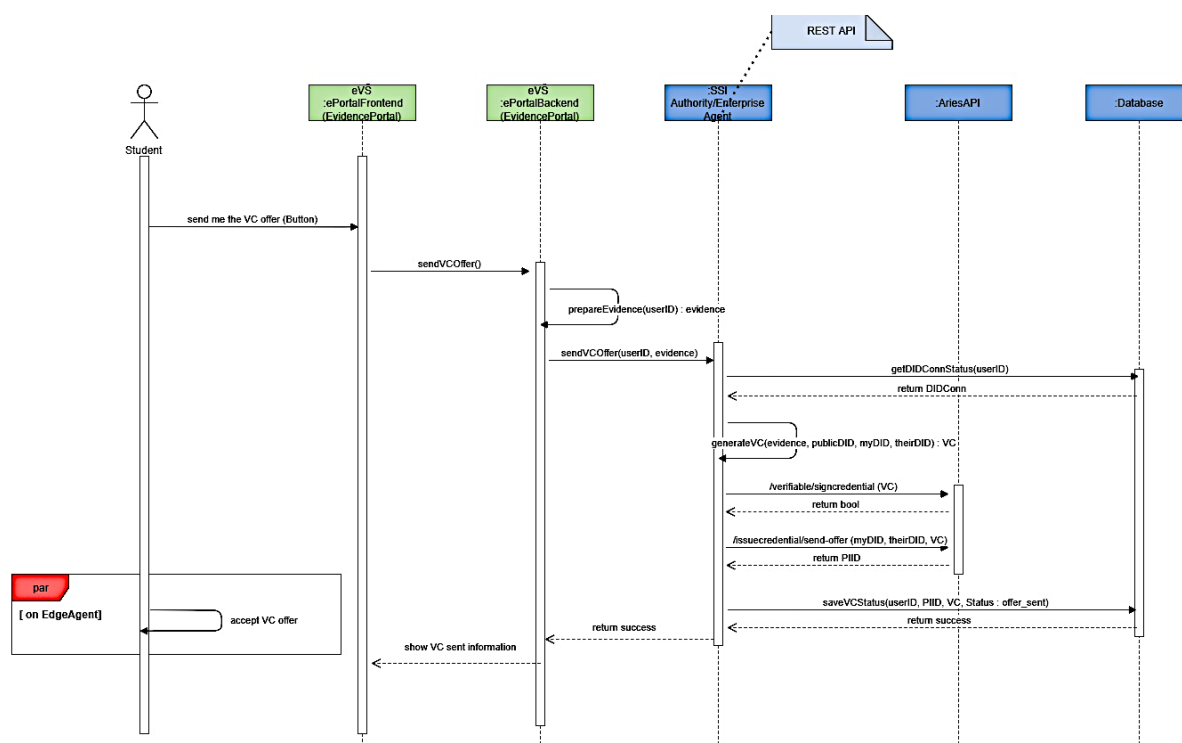 REST API
eVS
:ePortalFrontend
(EvidencePortal)
eVS
:ePortalBackend
(EvidencePortal)
:SSI
Authority/Enterprise
Agent
:AriesAPI
:Database
Student
send me the VC offer (Button)
sendVCOffer()
prepareEvidence(userID) : evidence
sendVCOffer(userID, evidence)
getDIDConnStatus(userID)
return DIDConn
generateVC(evidence, publicDID, myDID, theirDID) : VC
/verifiable/signcredential (VC)
return bool
/issuecredential/send-offer (myDID, theirDID, VC)
return PIID
par
[ on EdgeAgent]
accept VC offer
saveVCStatus(userID, PIID, VC, Status : offer_sent)
return success
return success
show VC sent information